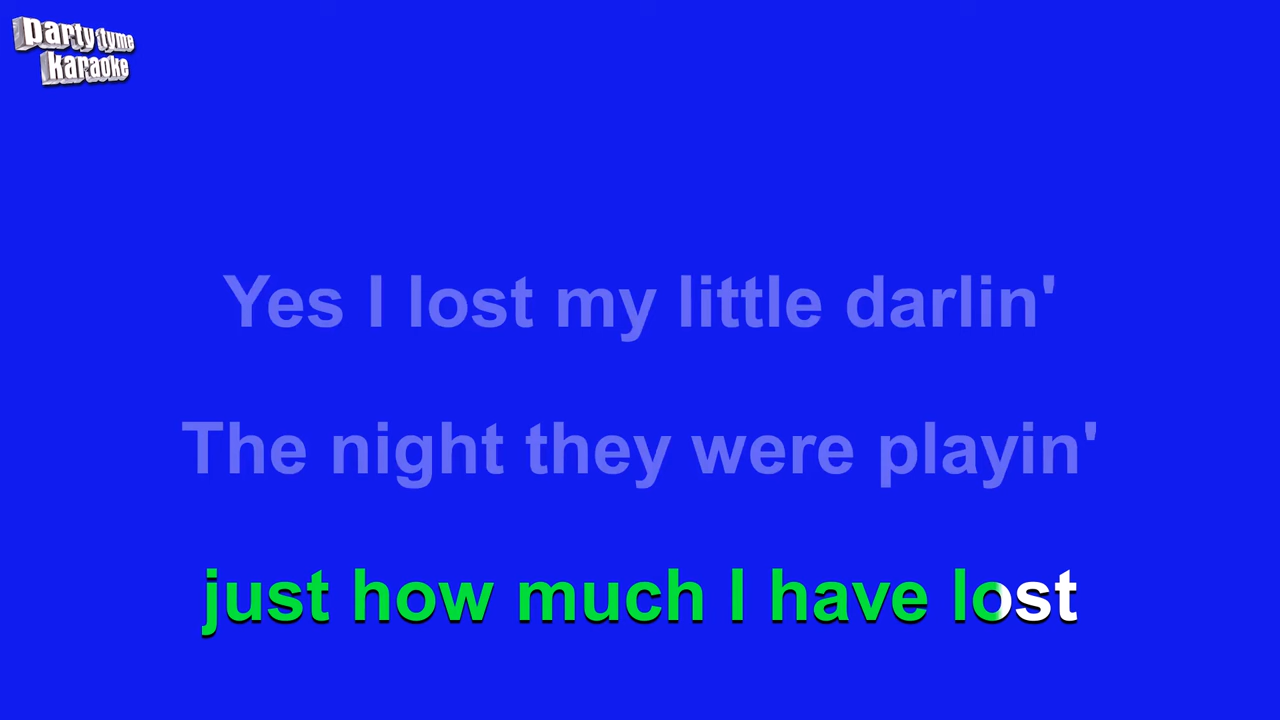 party tyme
karaoke
Yes I lost my little darlin'
The night they were playin'
just how much I have lost